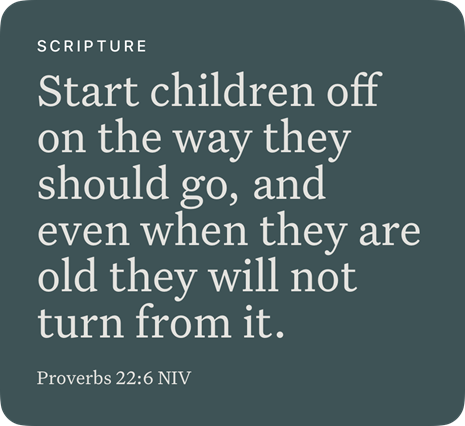 SCRIPTURE
Start children off
on the way they
should go, and
even when they are
old they will not
turn from it.
Proverbs 22:6 NIV